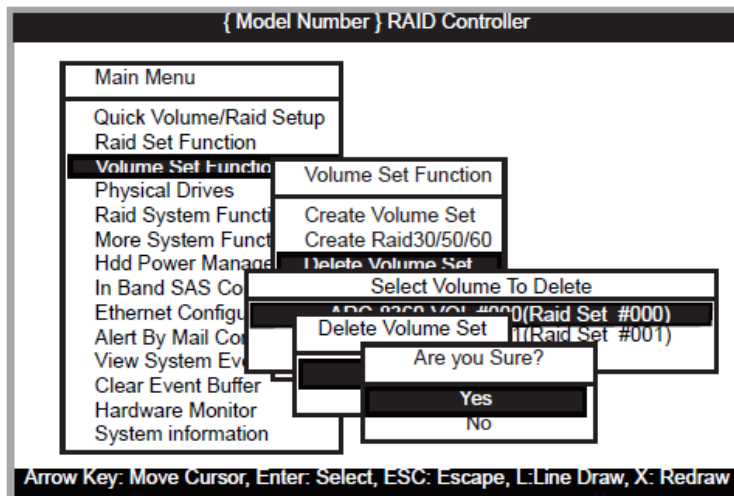 { Model Number } RAID Controller
Main Menu
Quick Volume/Raid Setup
Raid Set Function
Volume Set Functio
Physical Drives
Raid System Functi
More System Funct
Hdd Power Manage
In Band SAS Co
Ethernet Configu
Alert By Mail Co
View System Eve
Clear Event Buffer
Hardware Monitor
System information
Volume Set Function
Create Volume Set
Create Raid30/50/60
Delete Volume Set
Select Volume To Delete
#000(Raid Set #000)
1(Raid Set #001)
Delete Volume Set
Are you Sure?
Yes
No
Arrow Key: Move Cursor, Enter: Select, ESC: Escape, L:Line Draw, X: Redraw